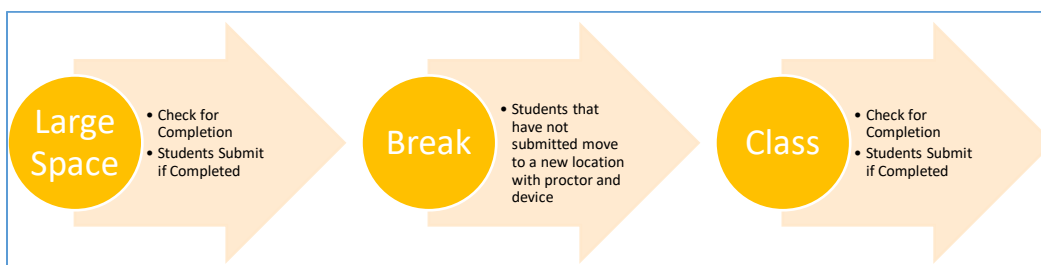 Large
Space
• Check for
Completion
• Students Submit
if Completed
Break
• Students that
have not
submitted move
to a new location
with proctor and
device
Class
• Check for
Completion
• Students Submit
if Completed